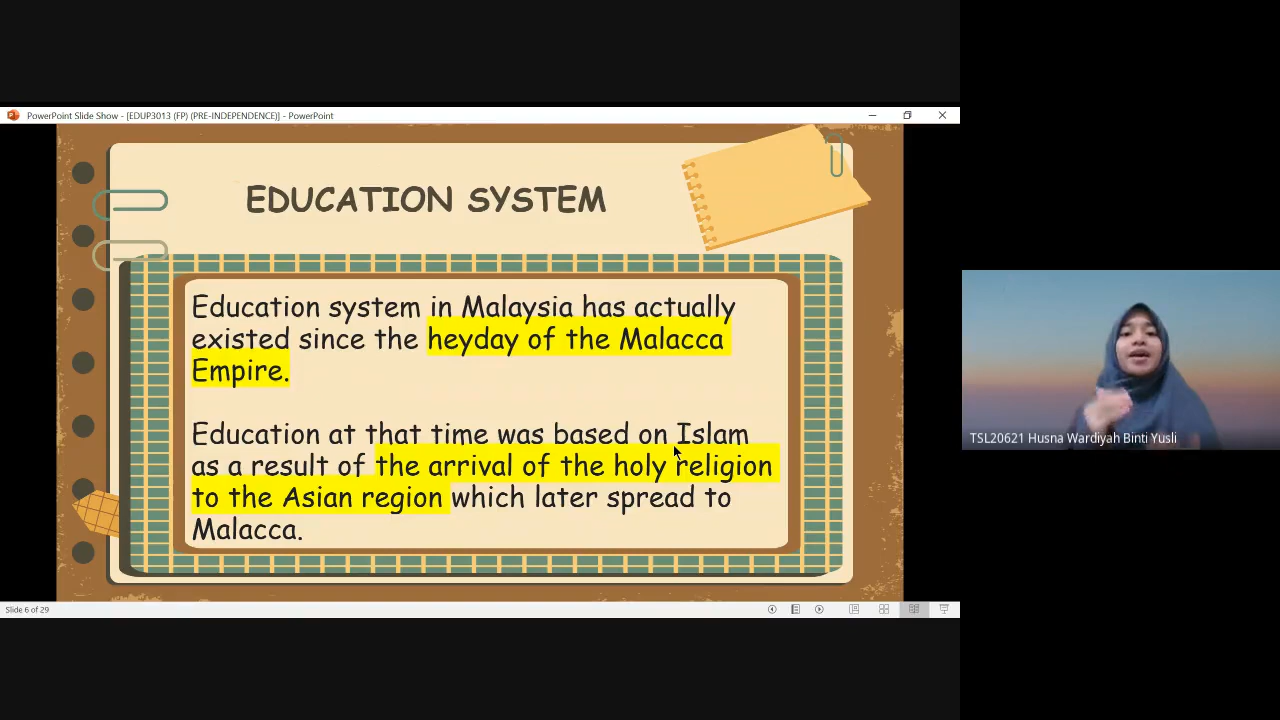 PowerPoint Slide Show - [EDUP3013 (FP) (PRE-INDEPENDENCE)] - PowerPoint
EDUCATION SYSTEM
Education system in Malaysia has actually
existed since the heyday of the Malacca
Empire.
Education at that time was based on Islam
as a result of the arrival of the holy religion
to the Asian region which later spread to
Malacca.
TSL20621 Husna Wardiyah Binti Yusli
Slide 6 of 29